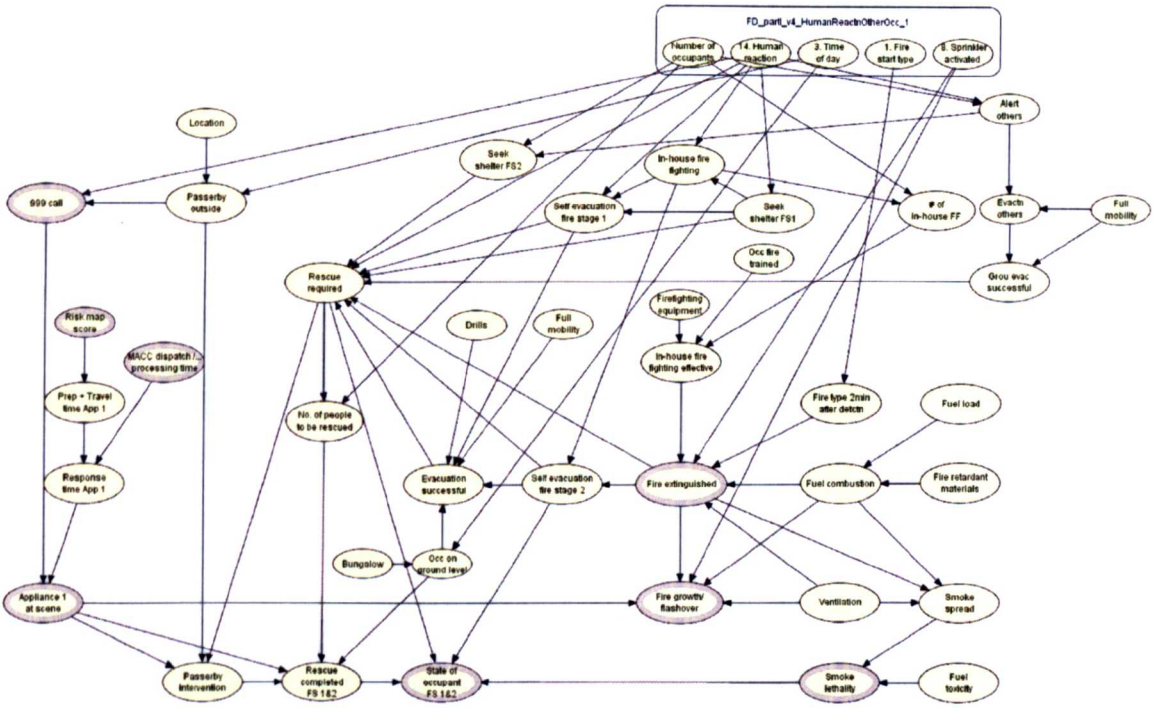 FD_partI_v4_HumanReactnOtherOcc_1
Number of
occupants
14. Human
reaction
3. Time
of day
1. Fire
start type
8. Sprinkler
activated
Alert
others
Location
Seek
shelter FS2
In-house fire
fighting
999 call
Passerby
outside
Self evacuation
fire stage 1
Seek
shelter FS1
# of
in-house FF
Evactn
others
Full
mobility
Occ fire
trained
Rescue
required
Grou evac
successful
Firefighting
equipment
Risk map
score
Drills
Full
mobility
MACC dispatch /...
processing time
In-house fire
fighting effective
Prep + Travel
time App 1
No. of people
to be rescued
Fire type 2min
after detctn
Fuel load
Response
time App 1
Evacuation
successful
Self evacuation
fire stage 2
Fire extinguished
Fuel combustion
Fire retardant
materials
Bungalow
Occ on
ground level
Appliance 1
at scene
Fire growth/
flashover
Ventilation
Smoke
spread
Passerby
intervention
Rescue
completed
FS 1&2
State of
occupant
FS 1&2
Smoke
lethality
Fuel
toxicity